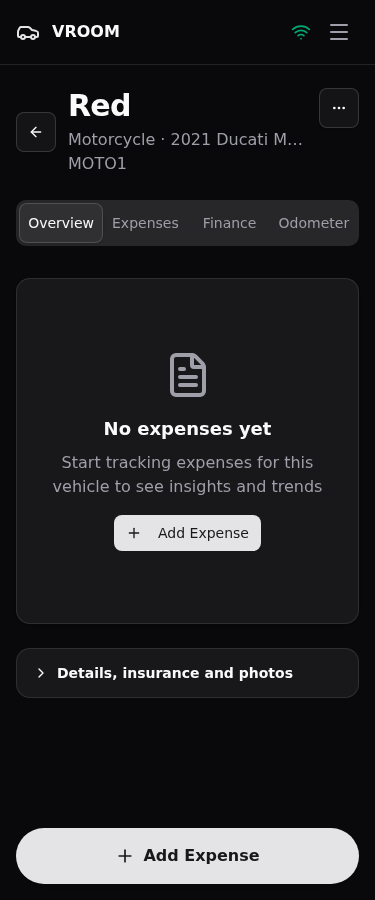 VROOM
Red
Motorcycle · 2021 Ducati M...
MOTO1
Overview
Expenses
Finance
Odometer
No expenses yet
Start tracking expenses for this
vehicle to see insights and trends
Add Expense
Details, insurance and photos
Add Expense